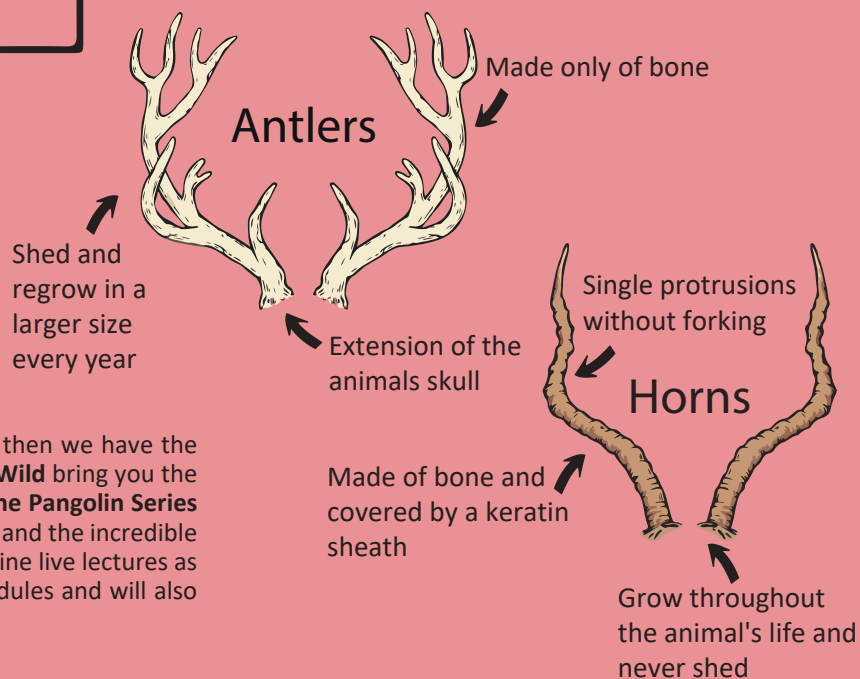 Made only of bone
Antlers
Shed and
regrow in a
larger size
every year
Extension of the
animals skull
Single protrusions
without forking
Horns
Made of bone and
covered by a keratin
sheath
Grow throughout
the animal's life and
never shed
then we have the
Wild bring you the
Pangolin Series
and the incredible
live lectures as
and will also